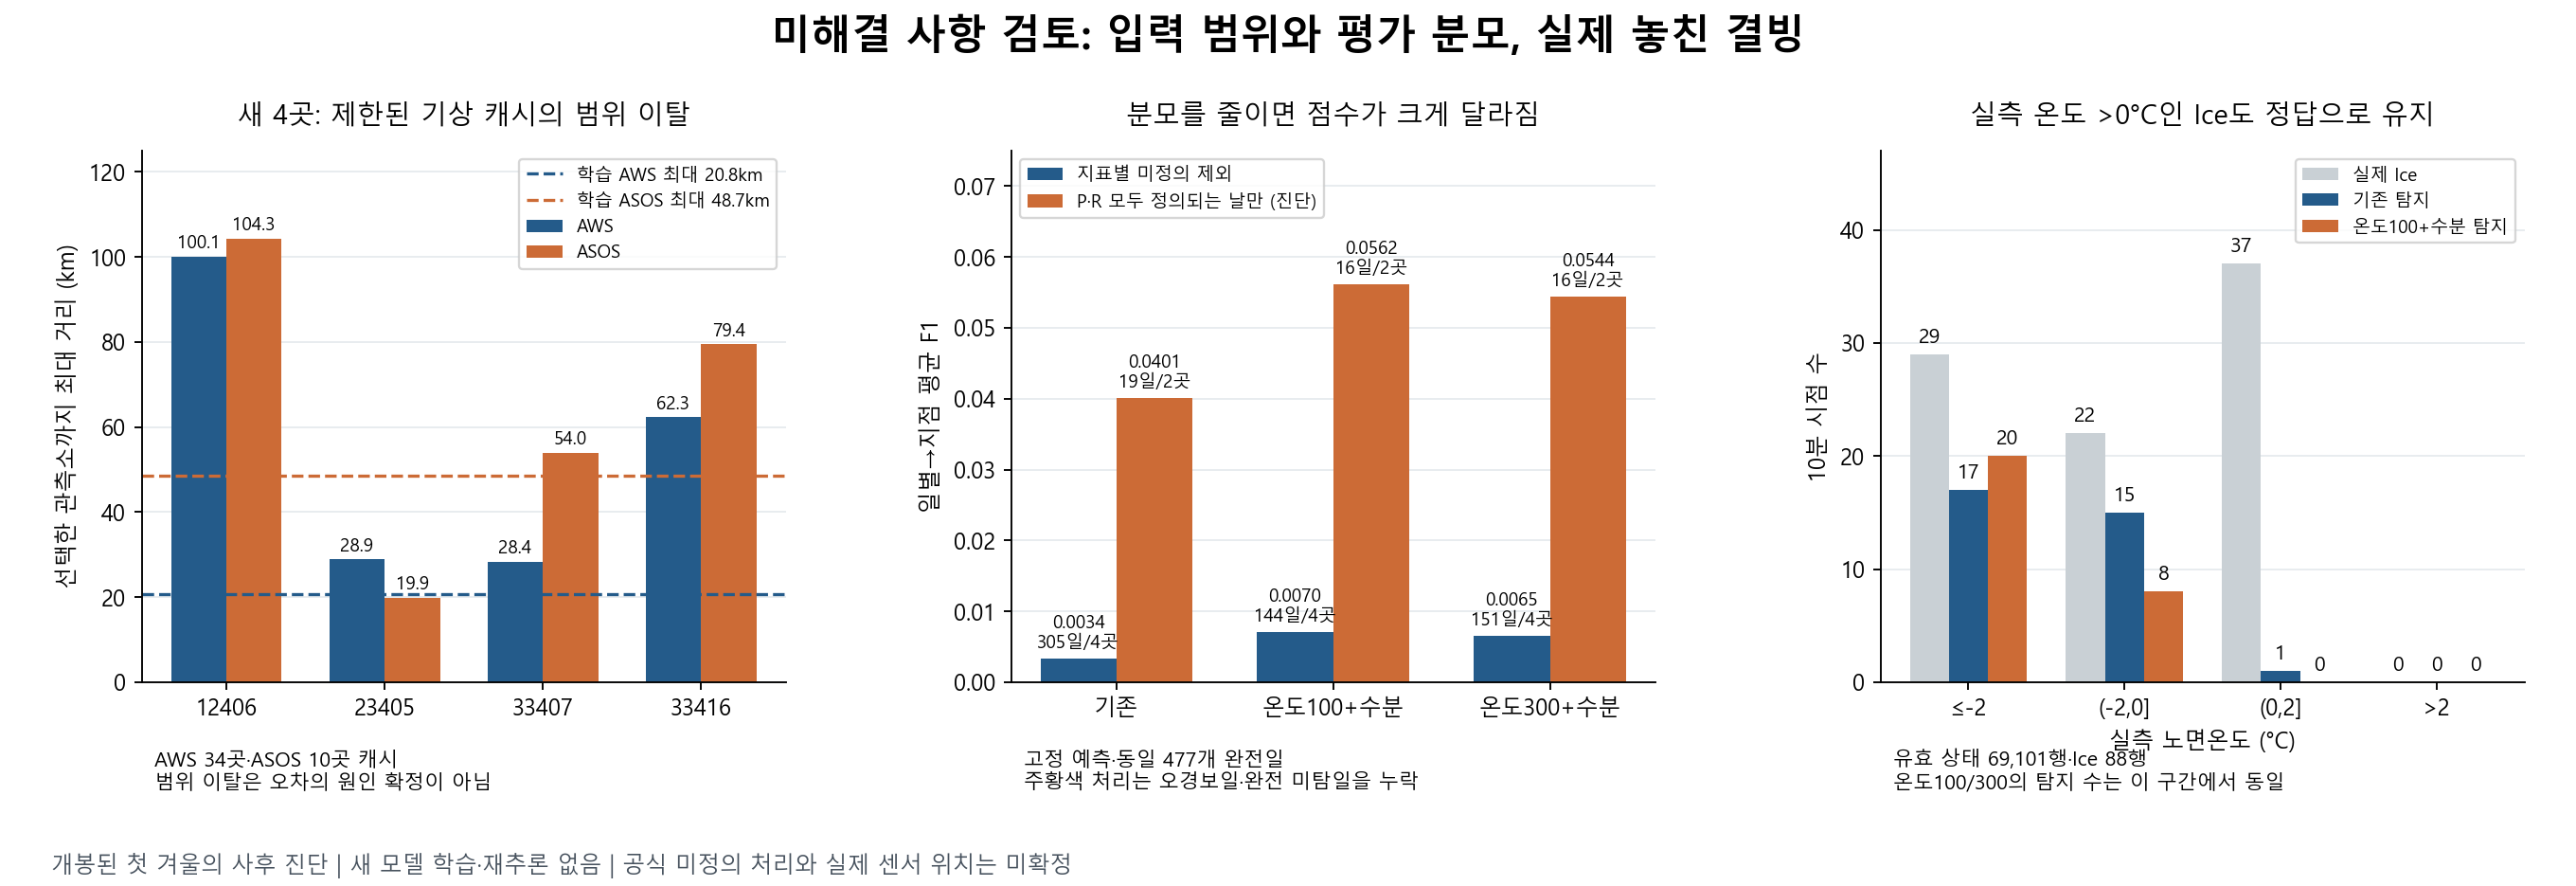 미해결 사항 검토: 입력 범위와 평가 분모, 실제 놓친 결빙
새 4곳: 제한된 기상 캐시의 범위 이탈
선택한 관측소까지 최대 거리 (km)
120
100
80
60
40
20
0
학습 AWS 최대 20.8km
학습 ASOS 최대 48.7km
AWS
ASOS
100.1
104.3
28.9
19.9
28.4
54.0
62.3
79.4
12406
23405
33407
33416
AWS 34곳·ASOS 10곳 캐시
범위 이탈은 오차의 원인 확정이 아님
분모를 줄이면 점수가 크게 달라짐
일별→지점 평균 F1
0.07
0.06
0.05
0.04
0.03
0.02
0.01
0.00
지표별 미정의 제외
P·R 모두 정의되는 날만 (진단)
0.0034
305일/4곳
0.0401
19일/2곳
0.0070
144일/4곳
0.0562
16일/2곳
0.0065
151일/4곳
0.0544
16일/2곳
기존
온도100+수분
온도300+수분
고정 예측·동일 477개 완전일
주황색 처리는 오경보일·완전 미탐일을 누락
실측 온도 >0°C인 Ice도 정답으로 유지
10분 시점 수
40
30
20
10
0
실제 Ice
기존 탐지
온도100+수분 탐지
29
17
20
22
15
8
37
1
0
0
0
0
≤-2
(-2,0]
(0,2]
>2
실측 노면온도 (°C)
유효 상태 69,101행·Ice 88행
온도100/300의 탐지 수는 이 구간에서 동일
개봉된 첫 겨울의 사후 진단 | 새 모델 학습·재추론 없음 | 공식 미정의 처리와 실제 센서 위치는 미확정